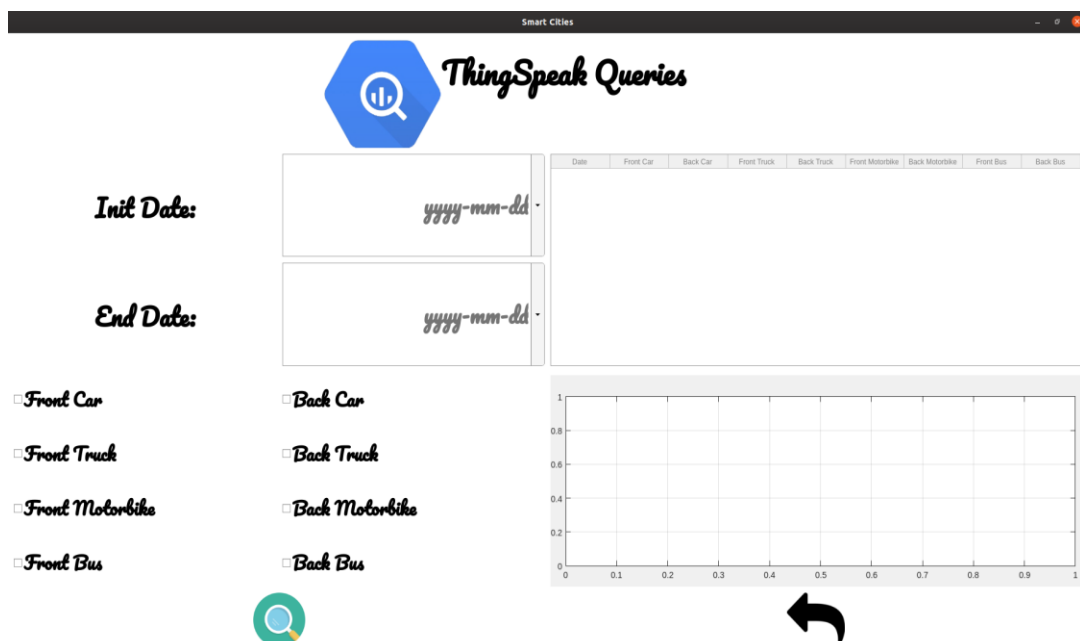 Smart Cities
ThingSpeak Queries
Init Date:
yyyy-mm-dd
End Date:
yyyy-mm-dd
Date Front Car Back Car Front Truck Back Truck Front Motorbike Back Motorbike Front Bus Back Bus
Front Car Back Car
Front Truck Back Truck
Front Motorbike Back Motorbike
Front Bus Back Bus
1
0.8
0.6
0.4
0.2
0
0 0.1 0.2 0.3 0.4 0.5 0.6 0.7 0.8 0.9 1